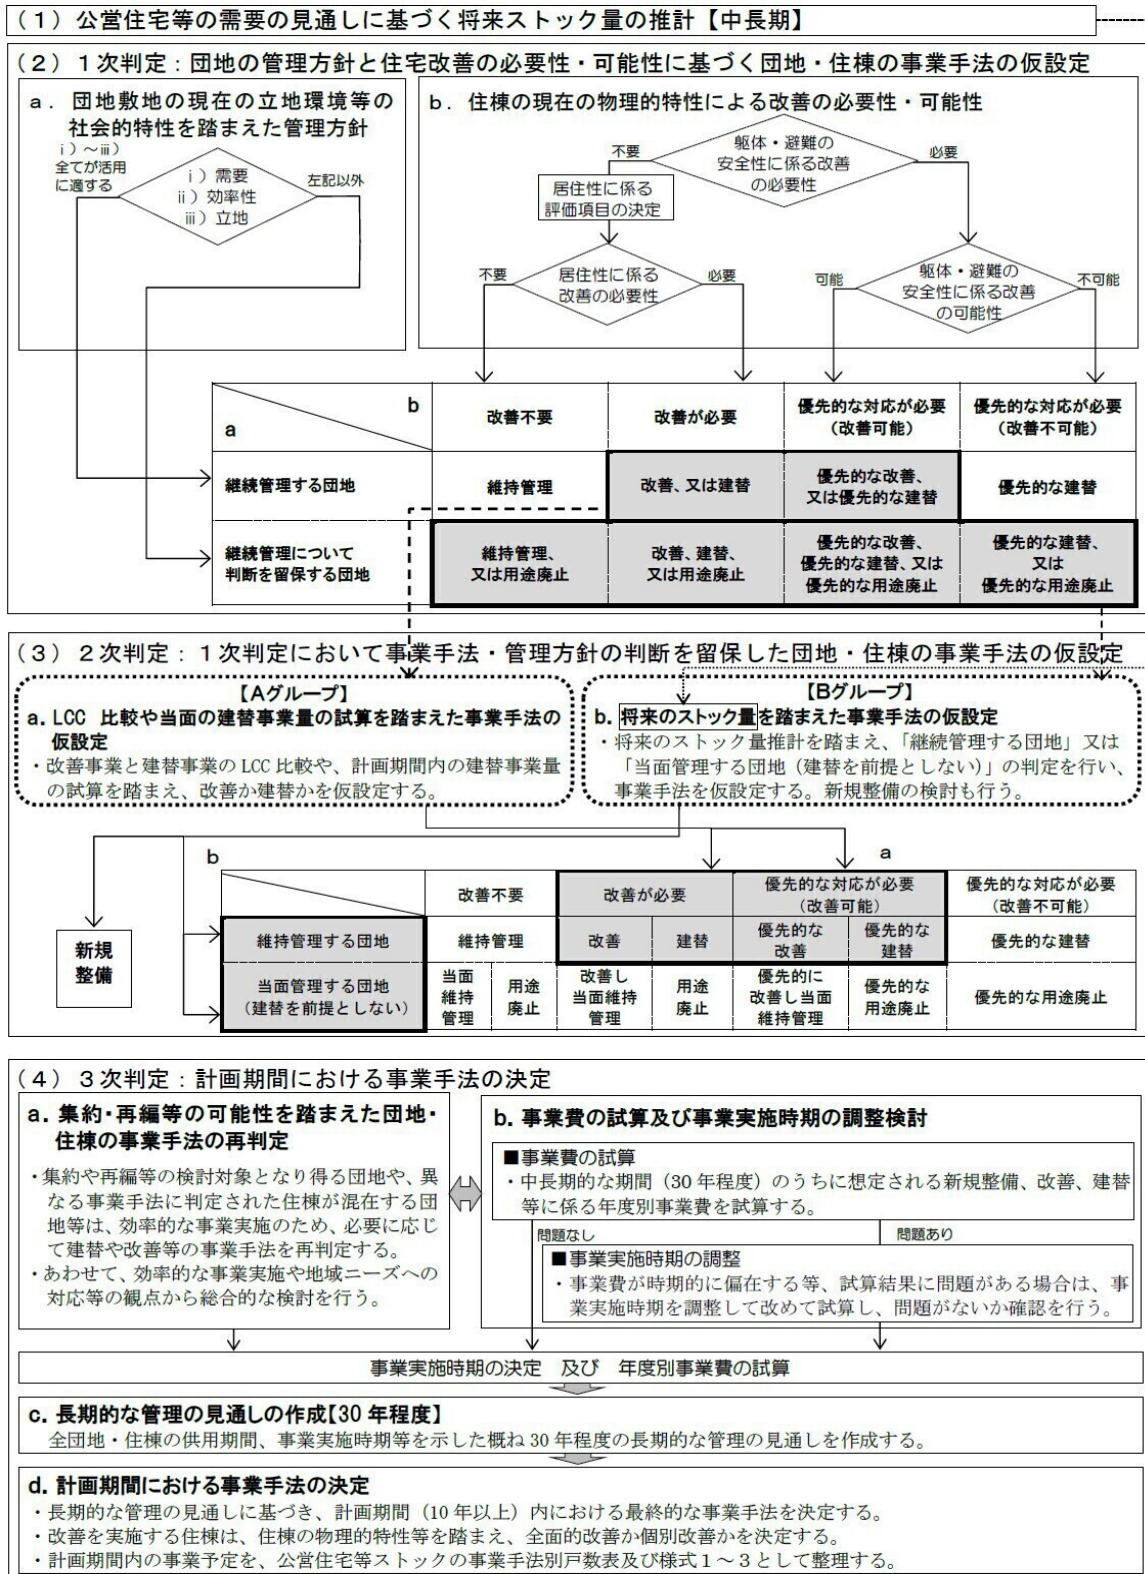 （１）公営住宅等の需要の見通しに基づく将来ストック量の推計【中長期】
（２）１次判定：団地の管理方針と住宅改善の必要性・可能性に基づく団地・住棟の事業手法の仮設定
a．団地敷地の現在の立地環境等の
社会的特性を踏まえた管理方針
ⅰ）～ⅲ）
全てが活用
に適する
ⅰ）需要
ⅱ）効率性
ⅲ）立地
左記以外
b．住棟の現在の物理的特性による改善の必要性・可能性
不要
躯体・避難の
安全性に係る改善
の必要性
必要
居住性に係る
評価項目の決定
不要
居住性に係る
改善の必要性
必要
可能
躯体・避難の
安全性に係る改善
の可能性
不可能
b
a
改善不要
改善が必要
優先的な対応が必要
（改善可能）
優先的な対応が必要
（改善不可能）
継続管理する団地
維持管理
改善、又は建替
優先的な改善、
又は優先的な建替
優先的な建替
継続管理について
判断を留保する団地
維持管理、
又は用途廃止
改善、建替、
又は用途廃止
優先的な改善、
優先的な建替、又は
優先的な用途廃止
優先的な建替、
又は
優先的な用途廃止
（３）２次判定：１次判定において事業手法・管理方針の判断を留保した団地・住棟の事業手法の仮設定
【Aグループ】
a. LCC 比較や当面の建替事業量の試算を踏まえた事業手法の
仮設定
・改善事業と建替事業の LCC 比較や、計画期間内の建替事業量
の試算を踏まえ、改善か建替かを仮設定する。
【Bグループ】
b. 将来のストック量を踏まえた事業手法の仮設定
・将来のストック量推計を踏まえ、「継続管理する団地」又は
「当面管理する団地（建替を前提としない）」の判定を行い、
事業手法を仮設定する。新規整備の検討も行う。
b
a
新規
整備
改善不要
改善が必要
優先的な対応が必要
（改善可能）
優先的な対応が必要
（改善不可能）
維持管理する団地
維持管理
改善
建替
優先的な
改善
優先的な
建替
優先的な建替
当面管理する団地
（建替を前提としない）
当面
維持
管理
用途
廃止
改善し
当面維持
管理
用途
廃止
優先的に
改善し当面
維持管理
優先的な
用途廃止
優先的な用途廃止
（４）３次判定：計画期間における事業手法の決定
a. 集約・再編等の可能性を踏まえた団地・
住棟の事業手法の再判定
・集約や再編等の検討対象となり得る団地や、異
なる事業手法に判定された住棟が混在する団
地等は、効率的な事業実施のため、必要に応じ
て建替や改善等の事業手法を再判定する。
・あわせて、効率的な事業実施や地域ニーズへの
対応等の観点から総合的な検討を行う。
b. 事業費の試算及び事業実施時期の調整検討
■事業費の試算
・中長期的な期間（30 年程度）のうちに想定される新規整備、改善、建替
等に係る年度別事業費を試算する。
問題なし
問題あり
■事業実施時期の調整
・事業費が時期的に偏在する等、試算結果に問題がある場合は、事
業実施時期を調整して改めて試算し、問題がないか確認を行う。
事業実施時期の決定　及び　年度別事業費の試算
c. 長期的な管理の見通しの作成【30 年程度】
全団地・住棟の供用期間、事業実施時期等を示した概ね 30 年程度の長期的な管理の見通しを作成する。
d. 計画期間における事業手法の決定
・長期的な管理の見通しに基づき、計画期間（10 年以上）内における最終的な事業手法を決定する。
・改善を実施する住棟は、住棟の物理的特性等を踏まえ、全面的改善か個別改善かを決定する。
・計画期間内の事業予定を、公営住宅等ストックの事業手法別戸数表及び様式１～３として整理する。